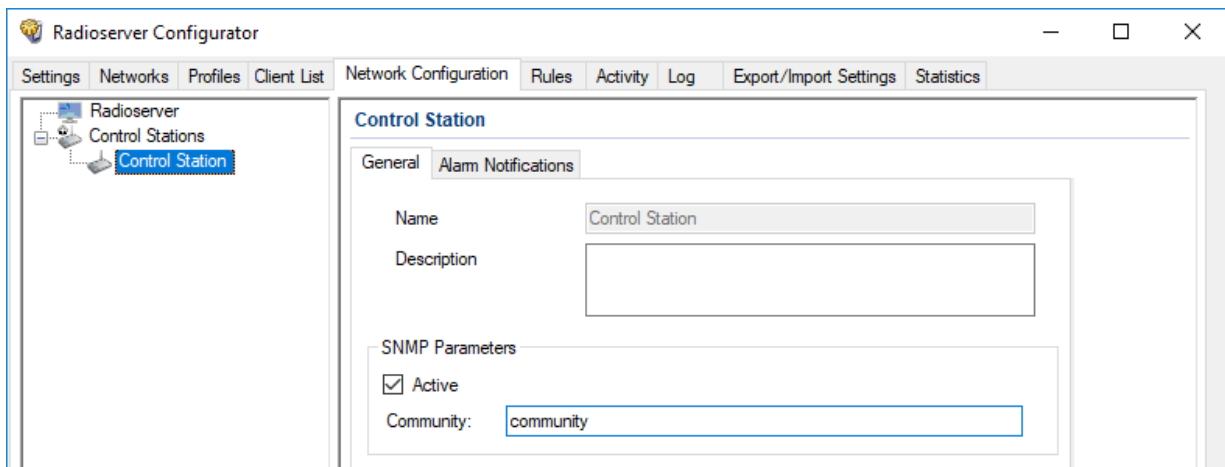 Radioserver Configurator
Settings Networks Profiles Client List Network Configuration Rules Activity Log Export/Import Settings Statistics
Radioserver
Control Stations
Control Station
Control Station
General Alarm Notifications
Name Control Station
Description
SNMP Parameters
Active
Community: community